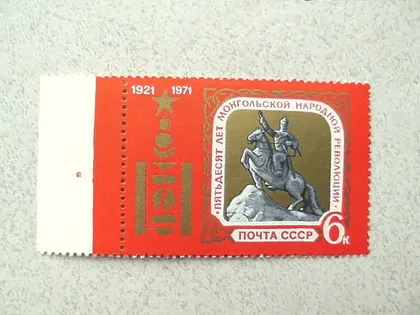 1921 1971
ПЯТЬДЕСЯТ ЛЕТ МОНГОЛЬСКОЙ НАРОДНОЙ РЕВОЛЮЦИИ
ПОЧТА СССР 6К